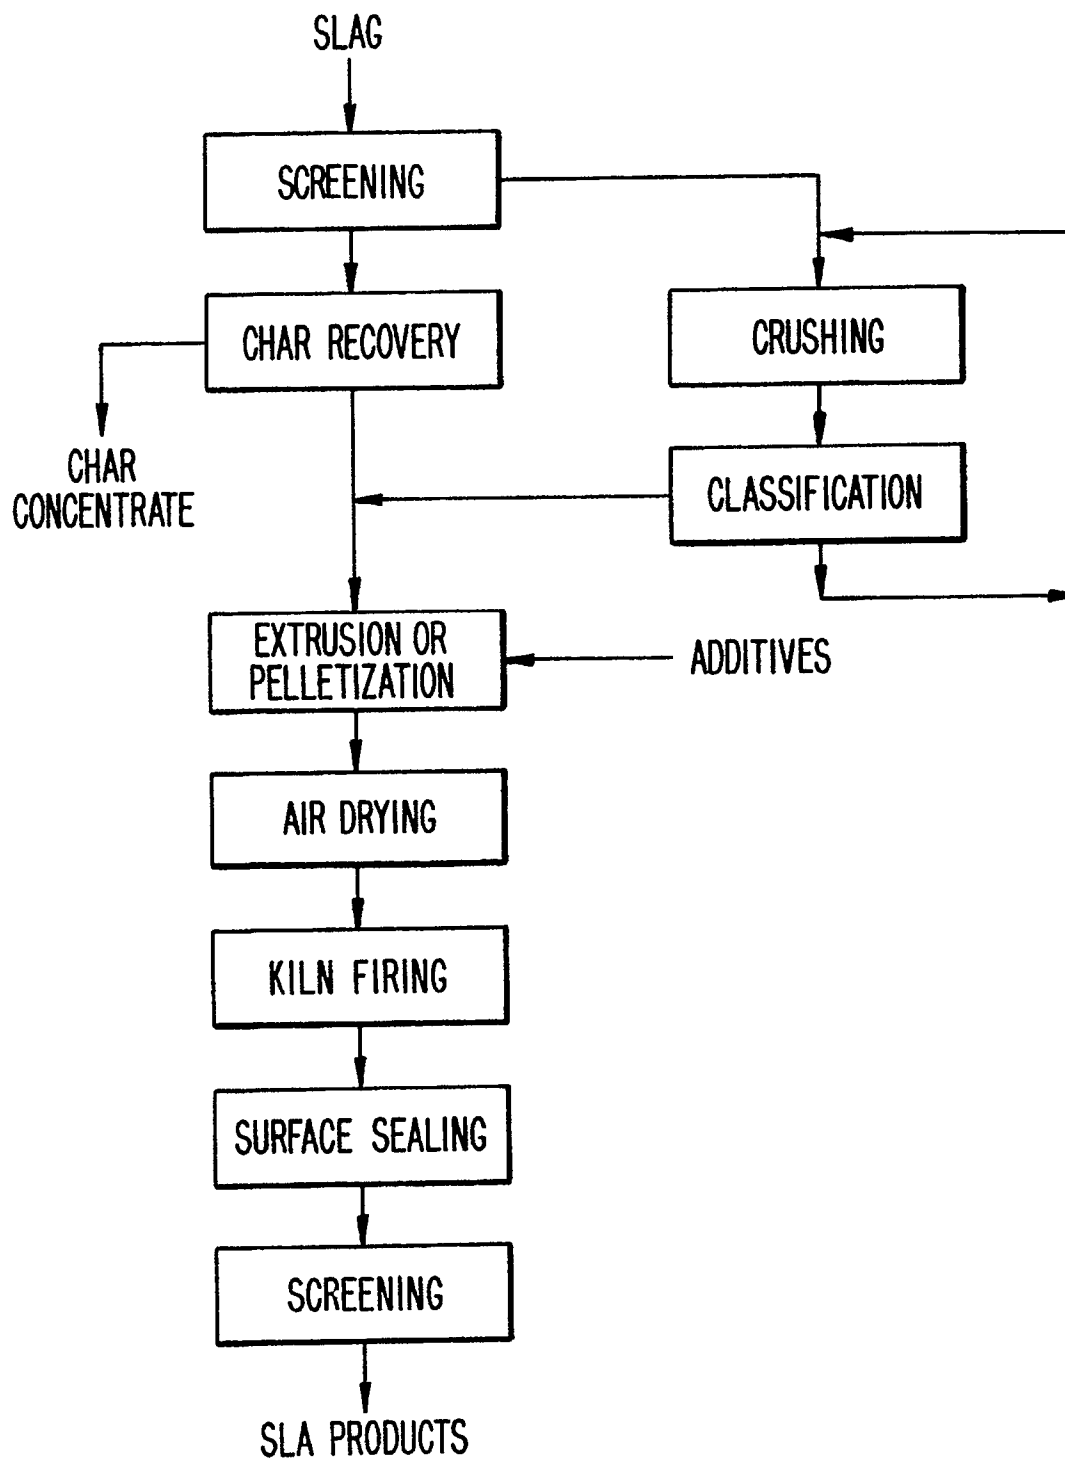 SLAG
SCREENING
CHAR RECOVERY
CRUSHING
CHAR
CONCENTRATE
CLASSIFICATION
EXTRUSION OR
PELLETIZATION
ADDITIVES
AIR DRYING
KILN FIRING
SURFACE SEALING
SCREENING
SLA PRODUCTS